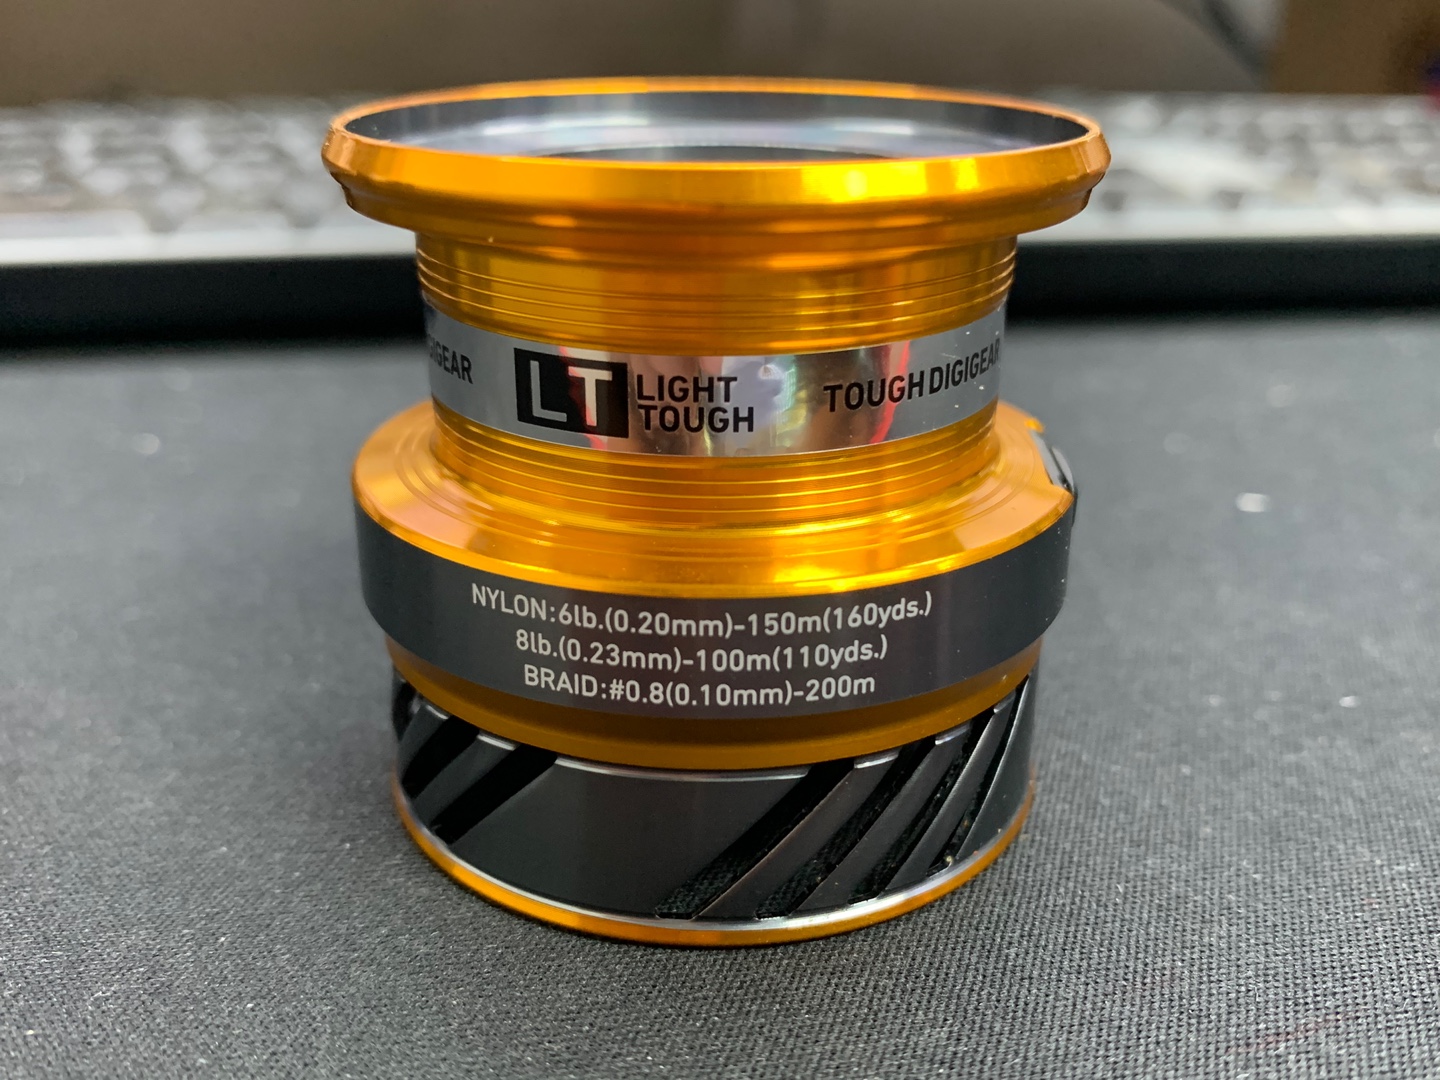 GIGEAR LT LIGHT TOUGH TOUGH DIGIGEAR
NYLON:6lb.(0.20mm)-150m(160yds.)
8lb.(0.23mm)-100m(110yds.)
BRAID:#0.8(0.10mm)-200m